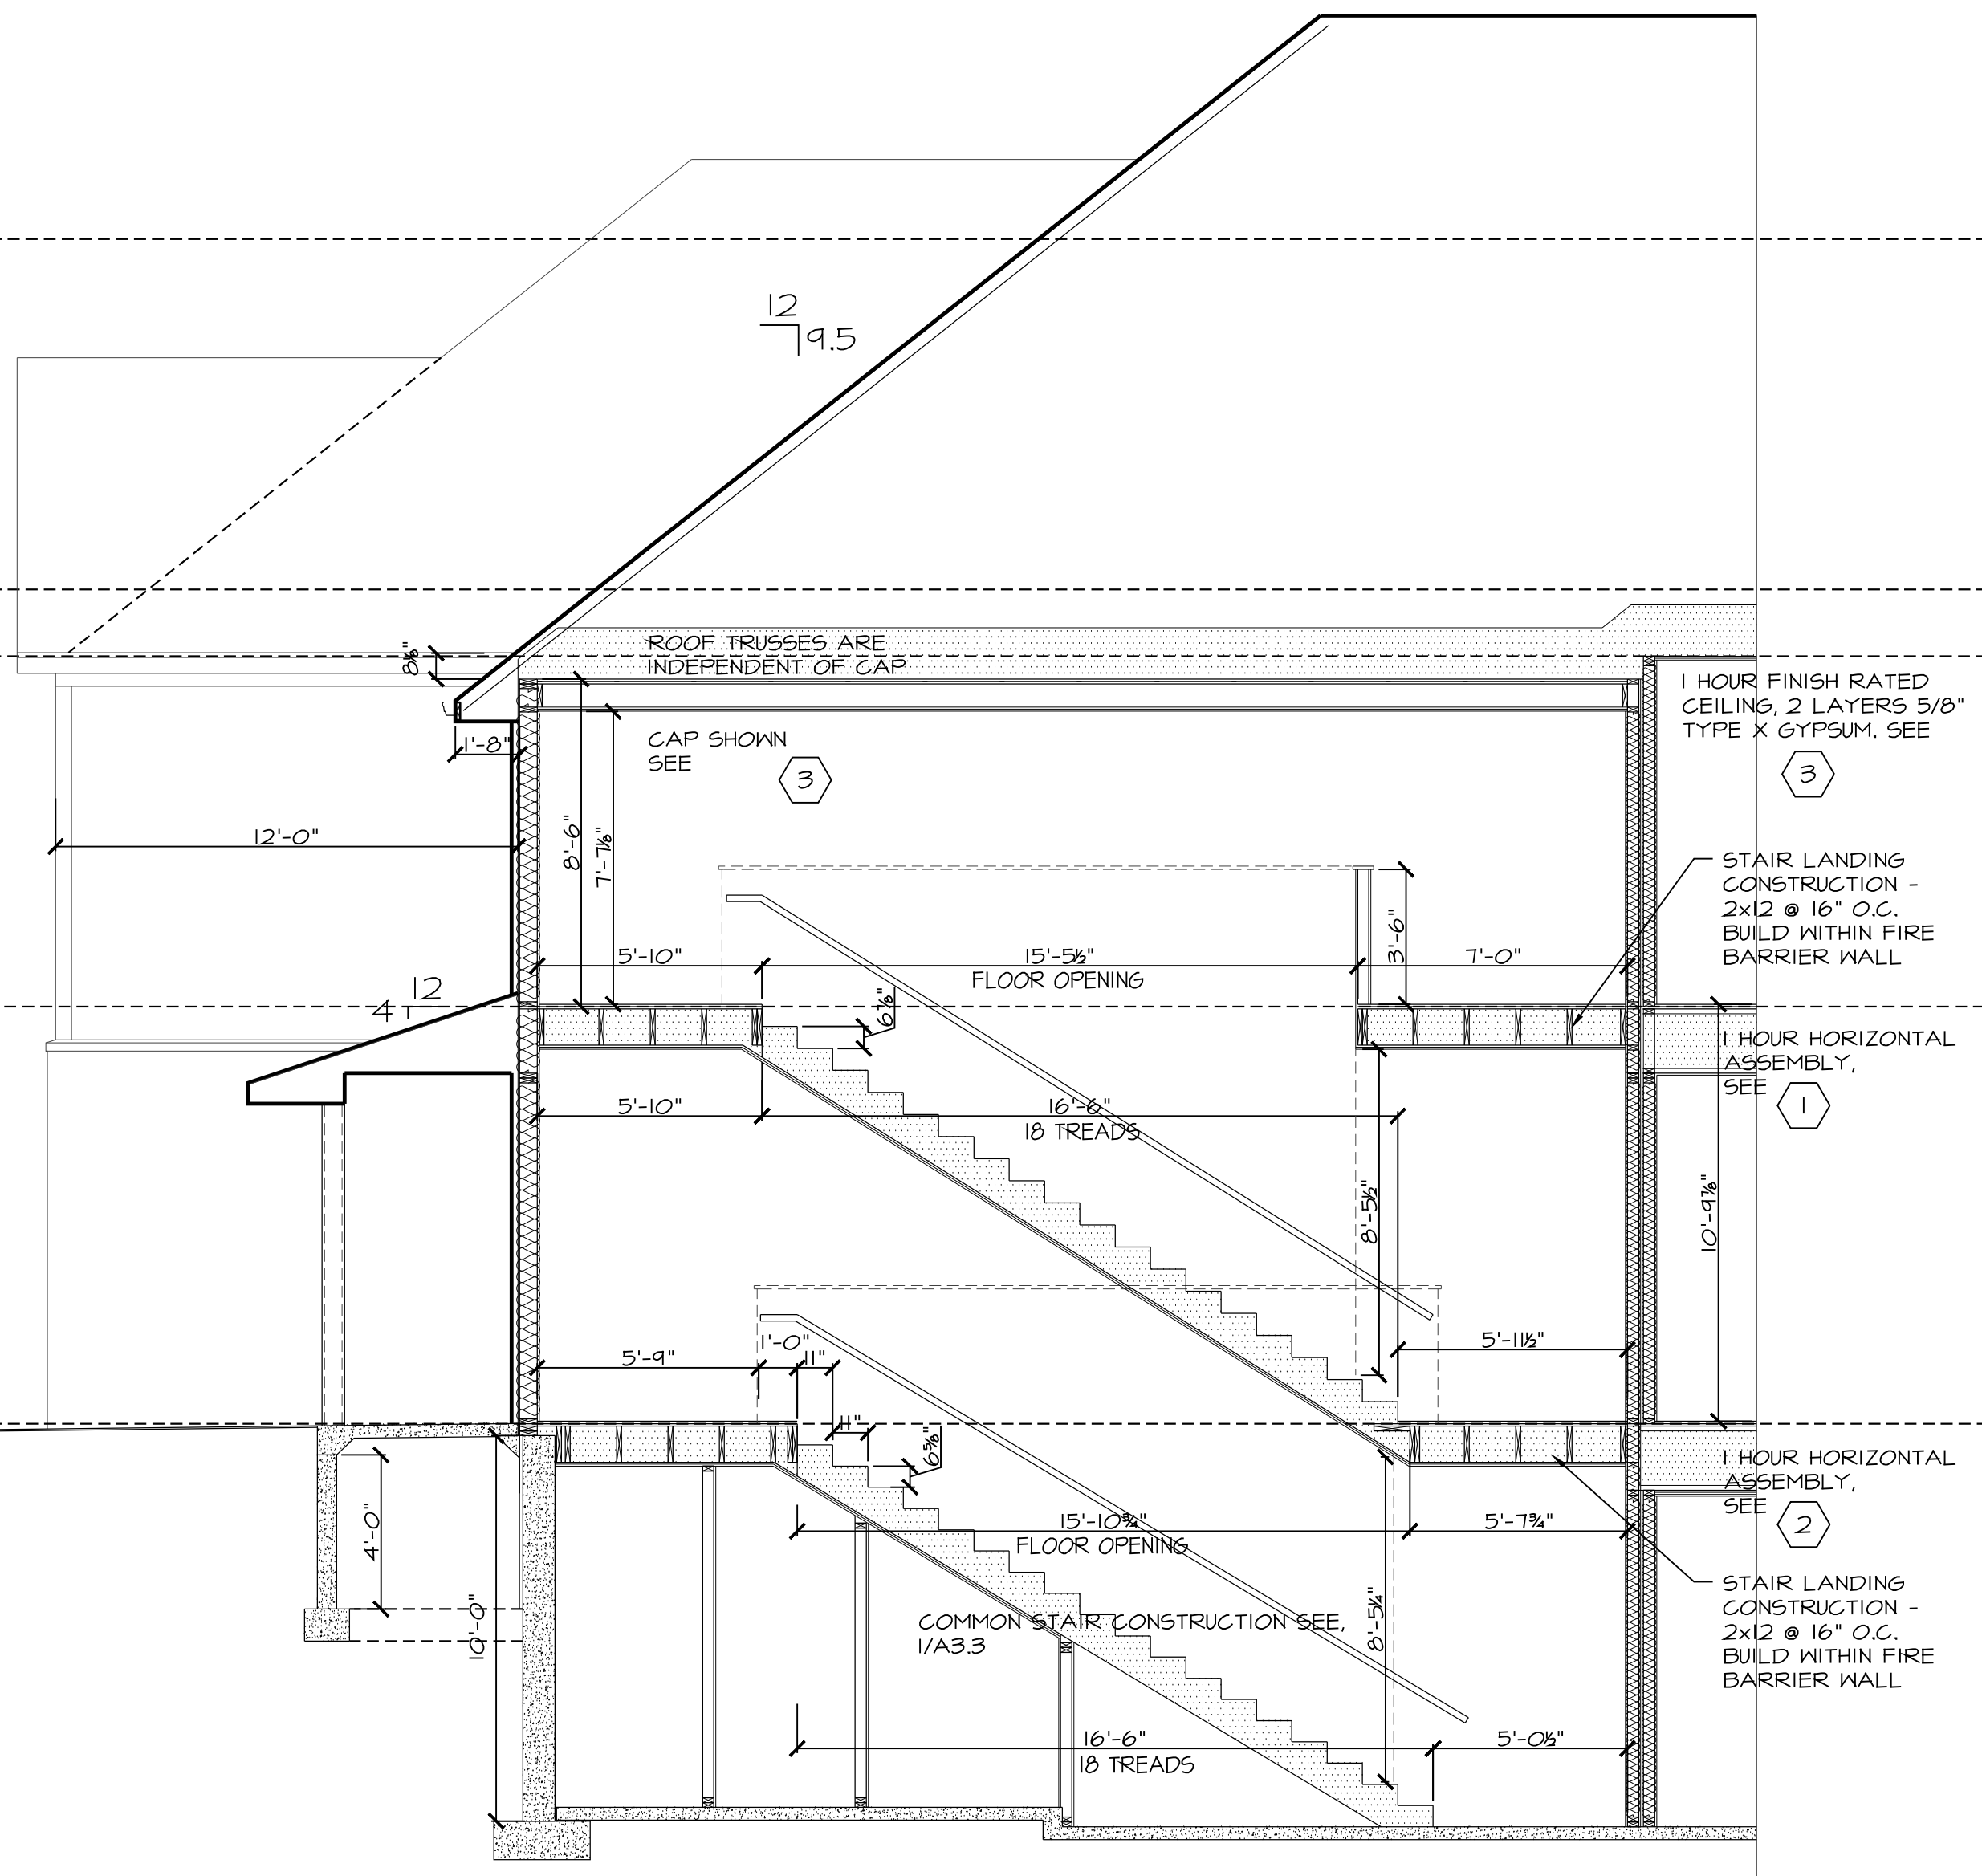 12
9.5
8⅛"
ROOF TRUSSES ARE
INDEPENDENT OF CAP
1 HOUR FINISH RATED
CEILING, 2 LAYERS 5/8"
TYPE X GYPSUM. SEE
3
1'-8"
CAP SHOWN
SEE
3
12'-0"
8'-6"
7'-7⅛"
STAIR LANDING
CONSTRUCTION -
2x12 @ 16" O.C.
BUILD WITHIN FIRE
BARRIER WALL
3'-6"
5'-10"
15'-5½"
FLOOR OPENING
7'-0"
12
4
6⅞"
1 HOUR HORIZONTAL
ASSEMBLY,
SEE
1
5'-10"
16'-6"
18 TREADS
8'-5½"
10'-9⅞"
5'-9"
1'-0"
11"
5'-11½"
11"
6⅝"
1 HOUR HORIZONTAL
ASSEMBLY,
SEE
2
4'-0"
15'-10¾"
FLOOR OPENING
5'-7¾"
10'-0"
COMMON STAIR CONSTRUCTION SEE,
1/A3.3
8'-5¼"
STAIR LANDING
CONSTRUCTION -
2x12 @ 16" O.C.
BUILD WITHIN FIRE
BARRIER WALL
16'-6"
18 TREADS
5'-0½"